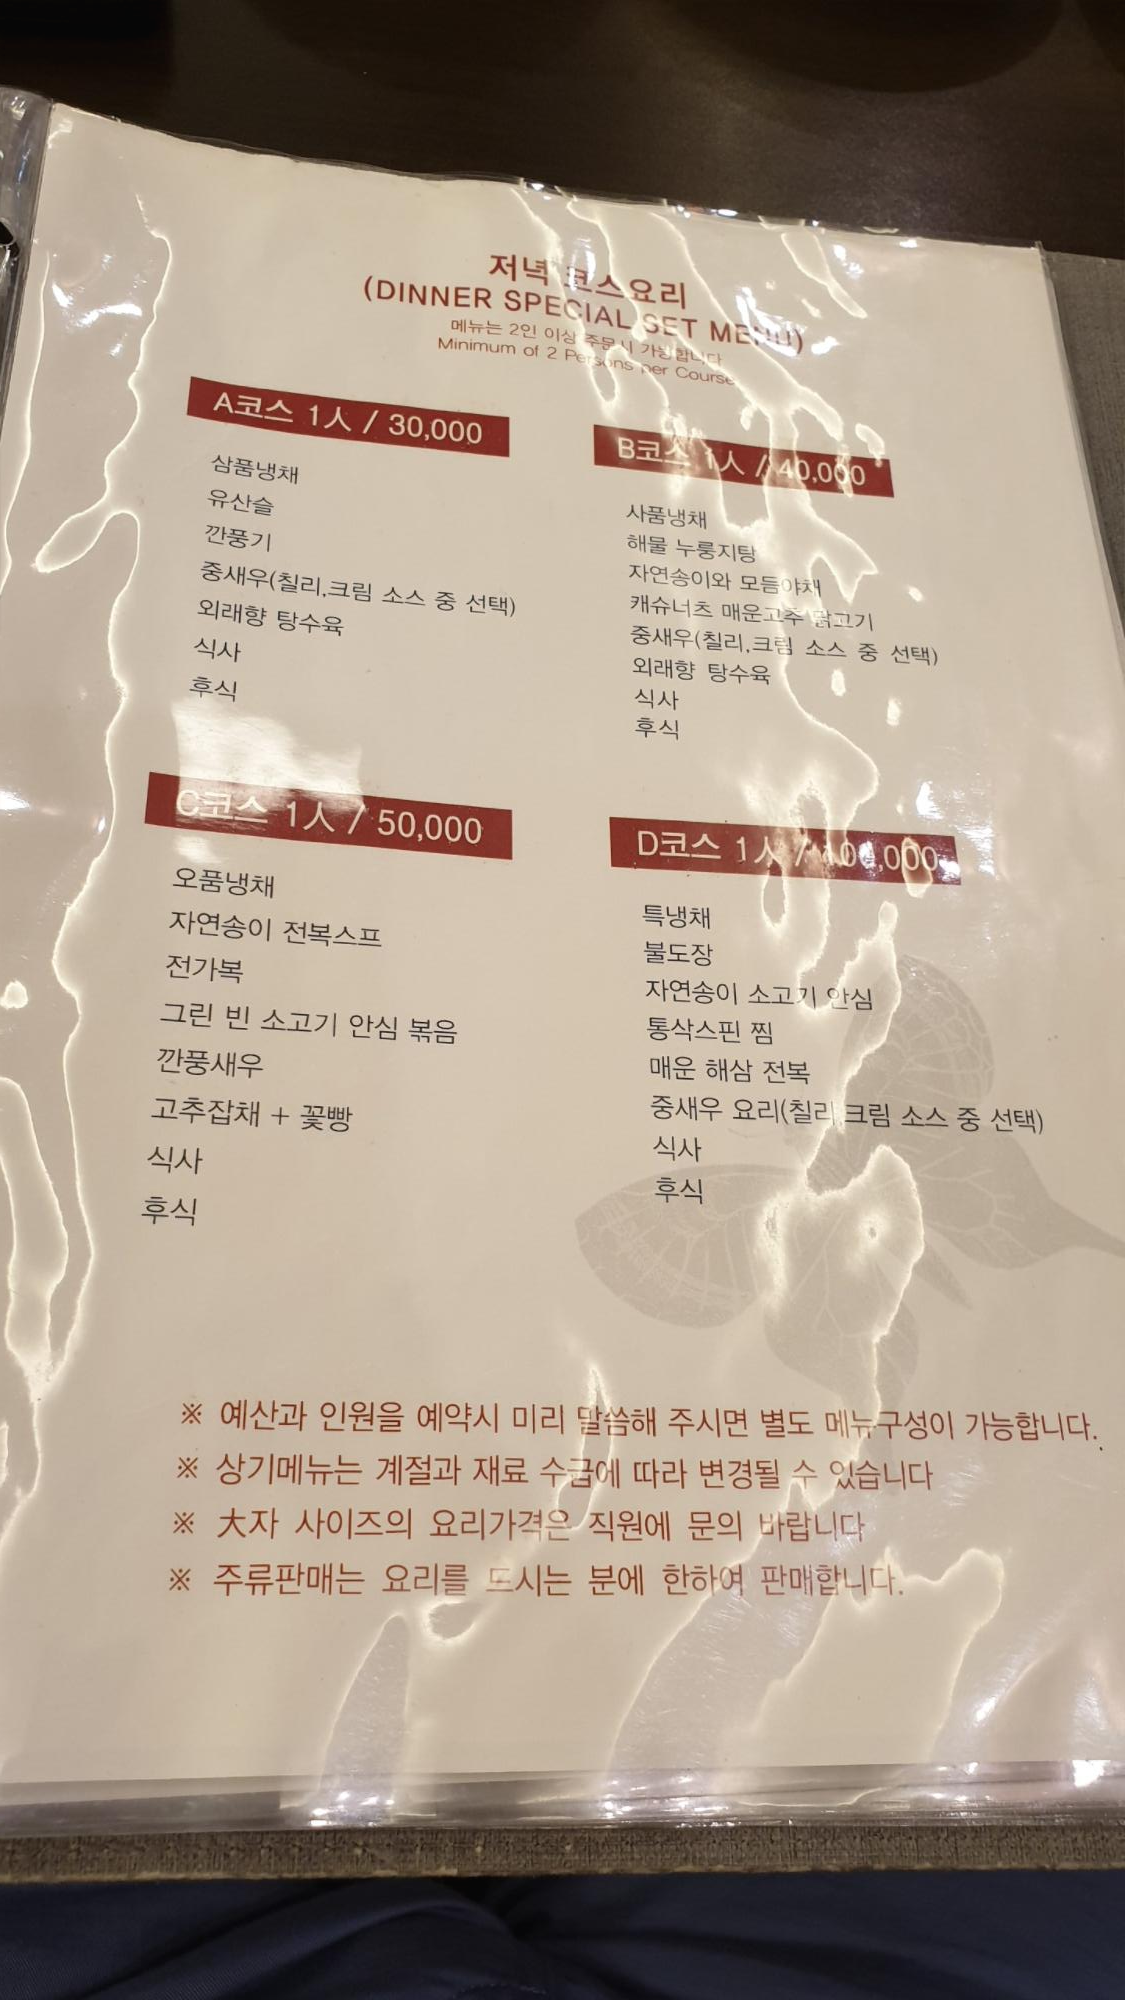 저녁 코스요리
(DINNER SPECIAL SET MENU)
메뉴는 2인 이상 주문시 가능합니다
Minimum of 2 Persons per Course
A코스 1人 / 30,000
삼품냉채
유산슬
깐풍기
중새우(칠리,크림 소스 중 선택)
외래향 탕수육
식사
후식
B코스 1人 / 40,000
사품냉채
해물 누룽지탕
자연송이와 모듬야채
캐슈너츠 매운고추 닭고기
중새우(칠리,크림 소스 중 선택)
외래향 탕수육
식사
후식
C코스 1人 / 50,000
오품냉채
자연송이 전복스프
전가복
그린 빈 소고기 안심 볶음
깐풍새우
고추잡채 + 꽃빵
식사
후식
D코스 1人 / 100,000
특냉채
불도장
자연송이 소고기 안심
통삭스핀 찜
매운 해삼 전복
중새우 요리(칠리,크림 소스 중 선택)
식사
후식
※ 예산과 인원을 예약시 미리 말씀해 주시면 별도 메뉴구성이 가능합니다.
※ 상기메뉴는 계절과 재료 수급에 따라 변경될 수 있습니다
※ 大자 사이즈의 요리가격은 직원에 문의 바랍니다
※ 주류판매는 요리를 드시는 분에 한하여 판매합니다.